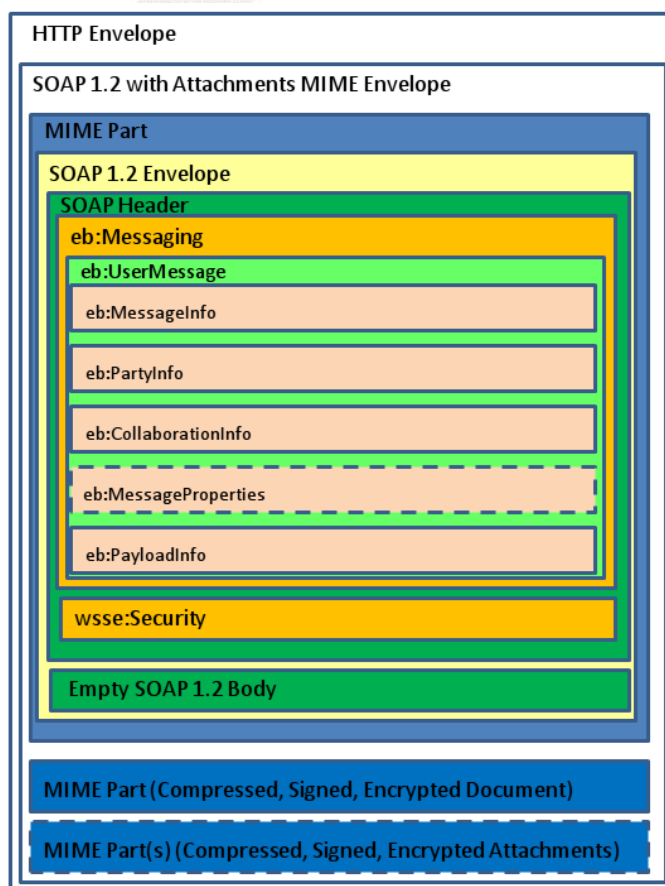 HTTP Envelope
SOAP 1.2 with Attachments MIME Envelope
MIME Part
SOAP 1.2 Envelope
SOAP Header
eb:Messaging
eb:UserMessage
eb:MessageInfo
eb:PartyInfo
eb:CollaborationInfo
eb:MessageProperties
eb:PayloadInfo
wsse:Security
Empty SOAP 1.2 Body
MIME Part (Compressed, Signed, Encrypted Document)
MIME Part(s) (Compressed, Signed, Encrypted Attachments)